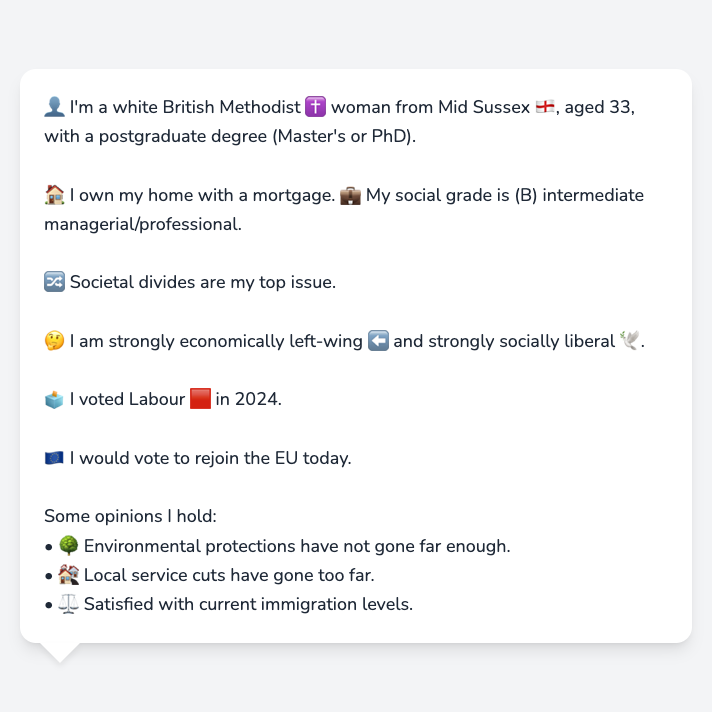 👤 I'm a white British Methodist ✝️ woman from Mid Sussex 🏴󠁧󠁢󠁥󠁮󠁧󠁿, aged 33,
with a postgraduate degree (Master's or PhD).
🏠 I own my home with a mortgage. 💼 My social grade is (B) intermediate
managerial/professional.
🔀 Societal divides are my top issue.
🤔 I am strongly economically left-wing ⬅️ and strongly socially liberal 🕊️.
🗳️ I voted Labour 🟥 in 2024.
🇪🇺 I would vote to rejoin the EU today.
Some opinions I hold:
• 🌳 Environmental protections have not gone far enough.
• 🏚️ Local service cuts have gone too far.
• ⚖️ Satisfied with current immigration levels.